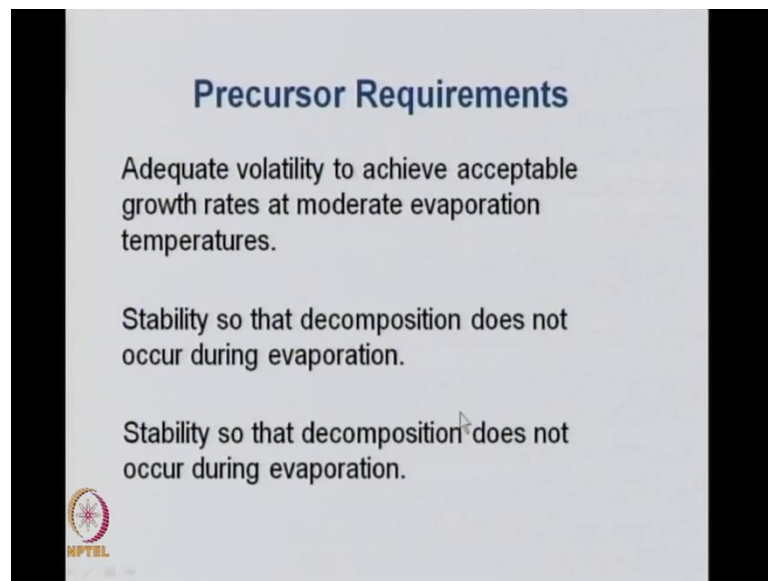 Precursor Requirements
Adequate volatility to achieve acceptable
growth rates at moderate evaporation
temperatures.
Stability so that decomposition does not
occur during evaporation.
Stability so that decomposition does not
occur during evaporation.
NPTEL